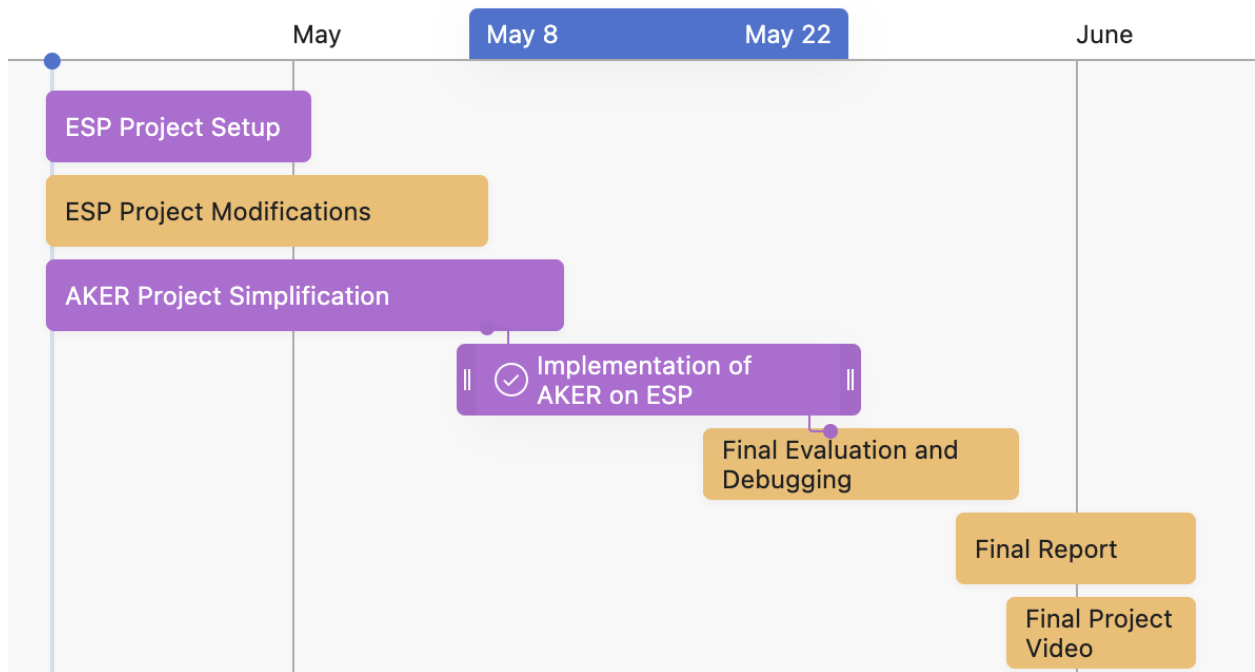 May
May 8
May 22
June
ESP Project Setup
ESP Project Modifications
AKER Project Simplification
Implementation of
AKER on ESP
Final Evaluation and
Debugging
Final Report
Final Project
Video